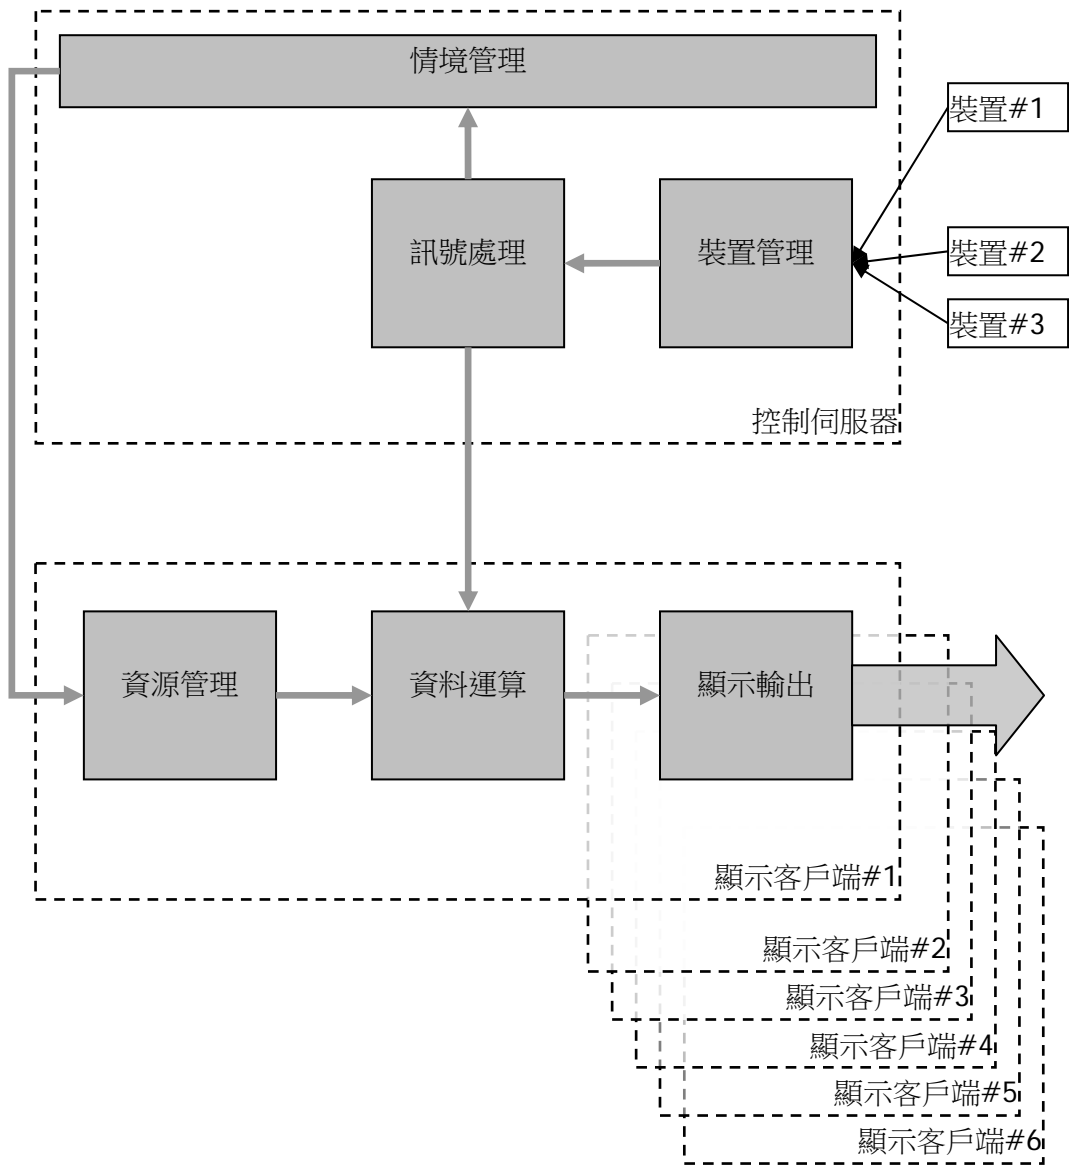 情境管理
裝置#1
訊號處理
裝置管理
裝置#2
裝置#3
控制伺服器
資源管理
資料運算
顯示輸出
顯示客戶端#1
顯示客戶端#2
顯示客戶端#3
顯示客戶端#4
顯示客戶端#5
顯示客戶端#6